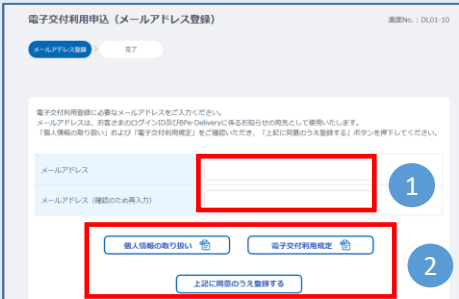 電子交付利用申込（メールアドレス登録）
画面No.：DL01-10
メールアドレス登録
完了
電子交付利用登録に必要なメールアドレスをご入力ください。
メールアドレスは、お客さまのログインID及びBPe-Deliveryに係るお知らせの宛先として使用いたします。
「個人情報の取り扱い」および「電子交付利用規定」をご確認いただき、「上記に同意のうえ登録する」ボタンを押下してください。
メールアドレス
1
メールアドレス（確認のため再入力）
個人情報の取り扱い
電子交付利用規定
2
上記に同意のうえ登録する